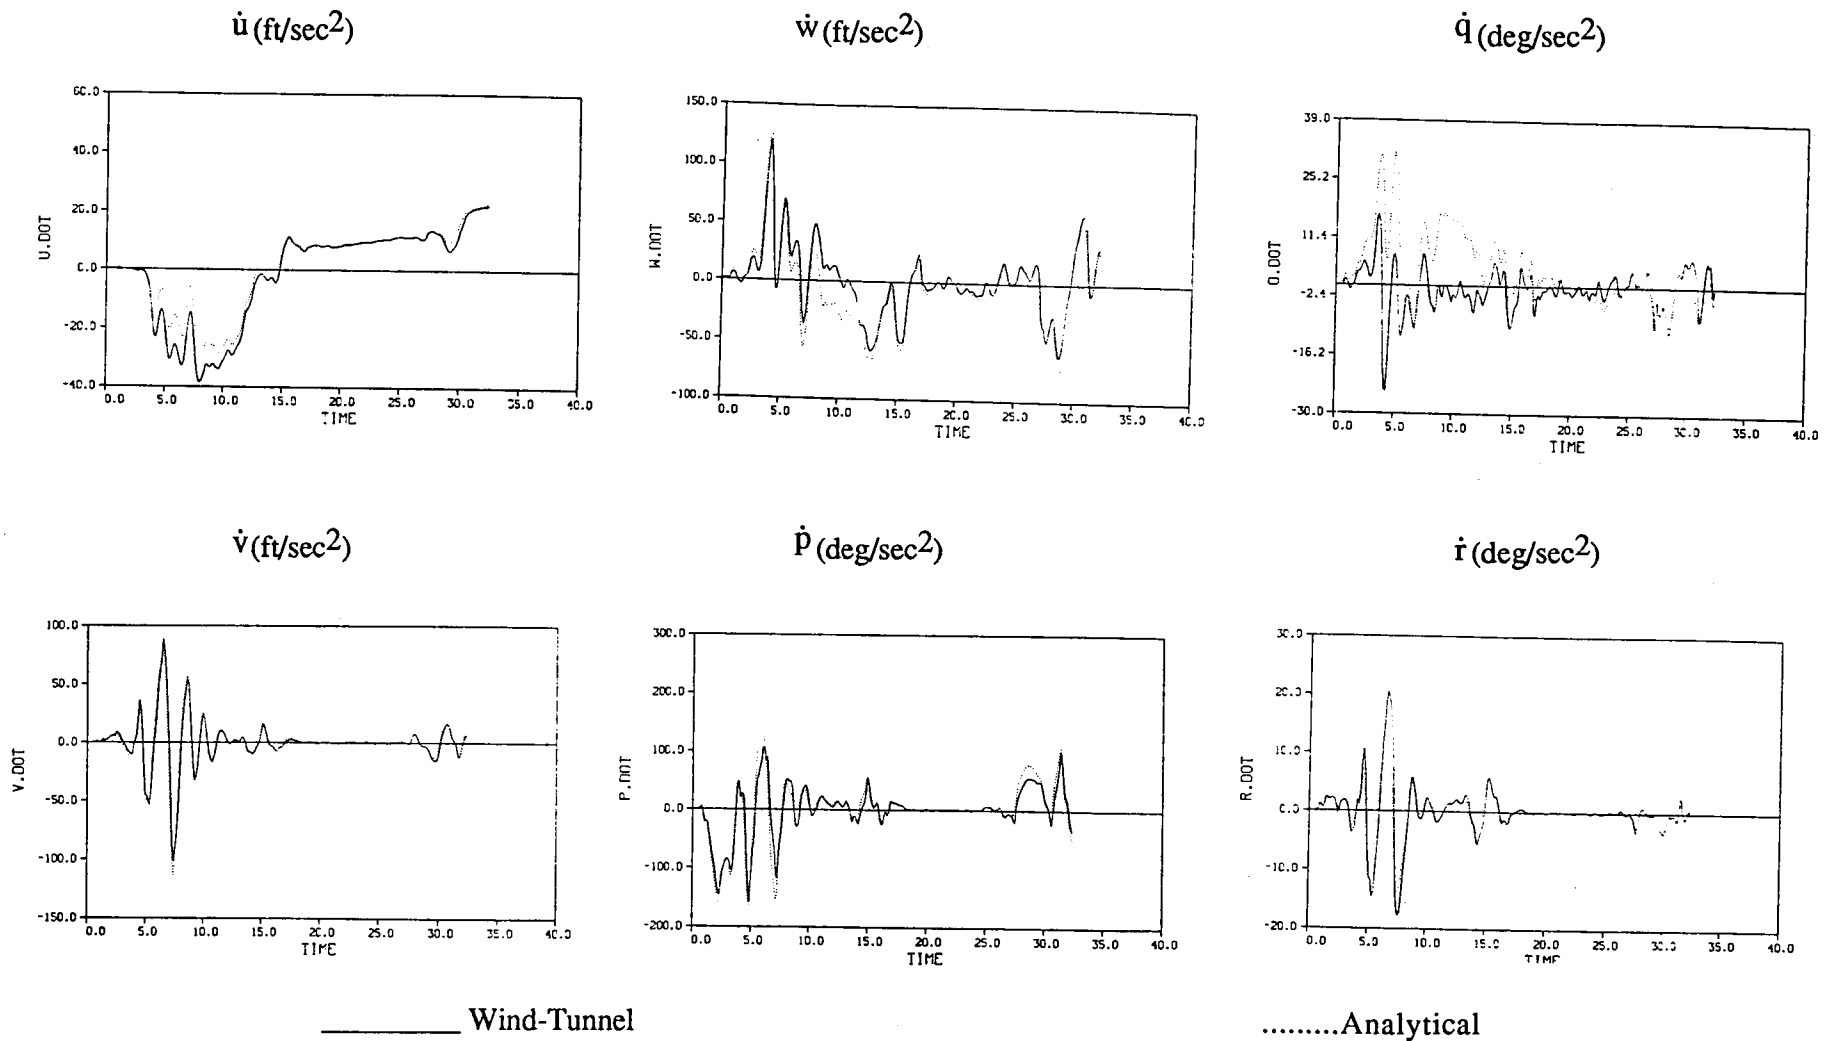 u̇ (ft/sec2)
ẇ (ft/sec2)
q̇ (deg/sec2)
60.0
40.0
20.0
0.0
-20.0
-40.0
U.DOT
0.0 5.0 10.0 15.0 20.0 25.0 30.0 35.0 40.0
TIME
150.0
100.0
50.0
0.0
-50.0
-100.0
W.DOT
0.0 5.0 10.0 15.0 20.0 25.0 30.0 35.0 40.0
TIME
39.0
25.2
11.4
-2.4
-16.2
-30.0
Q.DOT
0.0 5.0 10.0 15.0 20.0 25.0 30.0 35.0 40.0
TIME
v̇ (ft/sec2)
ṗ (deg/sec2)
ṙ (deg/sec2)
100.0
50.0
0.0
-50.0
-100.0
-150.0
V.DOT
0.0 5.0 10.0 15.0 20.0 25.0 30.0 35.0 40.0
TIME
300.0
200.0
100.0
0.0
-100.0
-200.0
P.DOT
0.0 5.0 10.0 15.0 20.0 25.0 30.0 35.0 40.0
TIME
30.0
20.0
10.0
0.0
-10.0
-20.0
R.DOT
0.0 5.0 10.0 15.0 20.0 25.0 30.0 35.0 40.0
TIME
Wind-Tunnel
.........Analytical